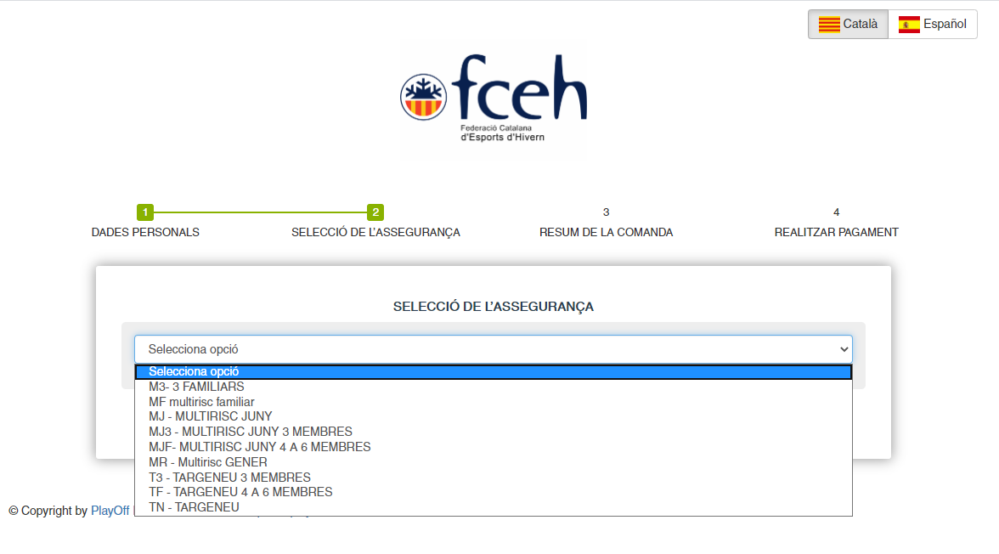 Català Español
fceh
Federació Catalana
d'Esports d'Hivern
1 2 3 4
DADES PERSONALS SELECCIÓ DE L'ASSEGURANÇA RESUM DE LA COMANDA REALITZAR PAGAMENT
SELECCIÓ DE L'ASSEGURANÇA
Selecciona opció
Selecciona opció
M3- 3 FAMILIARS
MF multirisc familiar
MJ - MULTIRISC JUNY
MJ3 - MULTIRISC JUNY 3 MEMBRES
MJF- MULTIRISC JUNY 4 A 6 MEMBRES
MR - Multirisc GENER
T3 - TARGENEU 3 MEMBRES
TF - TARGENEU 4 A 6 MEMBRES
TN - TARGENEU
© Copyright by PlayOff